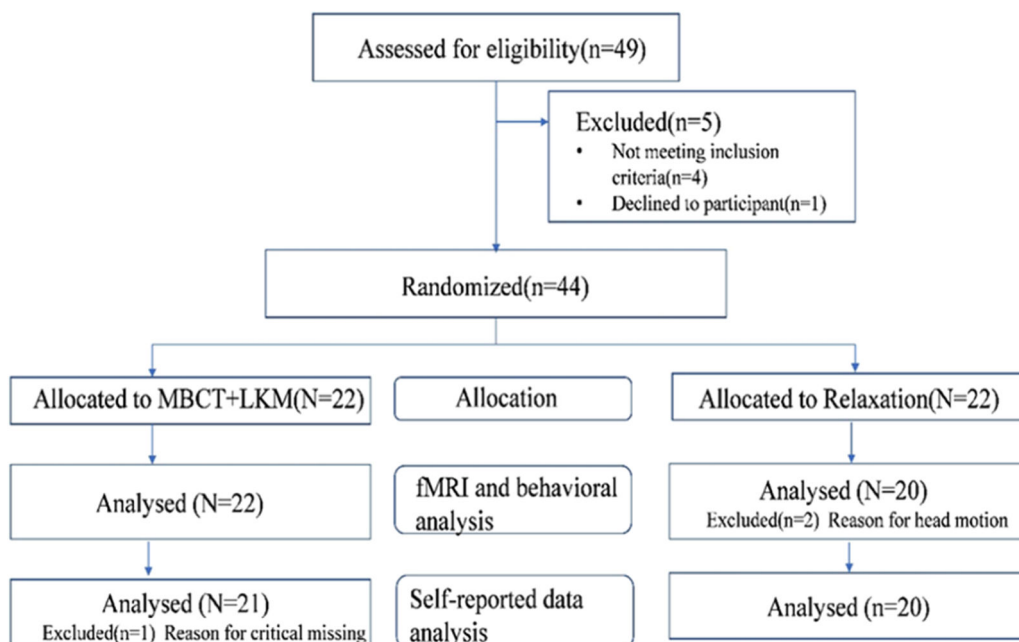 Assessed for eligibility(n=49)
Excluded(n=5)
• Not meeting inclusion
criteria(n=4)
• Declined to participant(n=1)
Randomized(n=44)
Allocated to MBCT+LKM(N=22)
Allocation
Allocated to Relaxation(N=22)
Analysed (N=22)
fMRI and behavioral
analysis
Analysed (N=20)
Excluded(n=2) Reason for head motion
Analysed (N=21)
Excluded(n=1) Reason for critical missing
Self-reported data
analysis
Analysed (n=20)